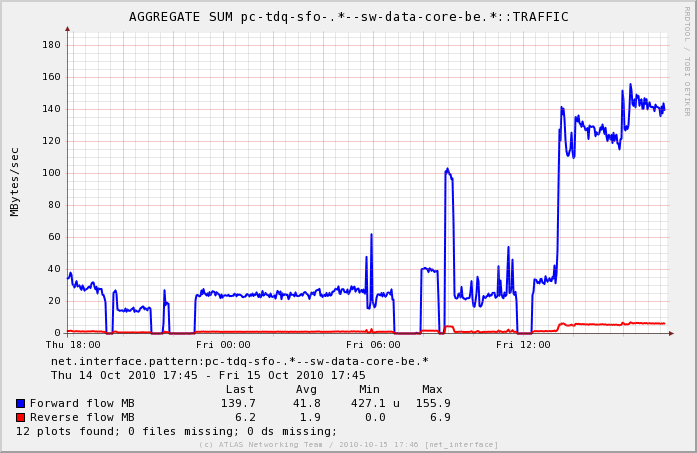 AGGREGATE SUM pc-tdq-sfo-.*--sw-data-core-be.*::TRAFFIC
RRDTOOL / TOBI OETIKER
MBytes/sec
180
160
140
120
100
80
60
40
20
0
Thu 18:00 Fri 00:00 Fri 06:00 Fri 12:00
net.interface.pattern:pc-tdq-sfo-.*--sw-data-core-be.*
Thu 14 Oct 2010 17:45 - Fri 15 Oct 2010 17:45
Last Avg Min Max
Forward flow MB 139.7 41.8 427.1 u 155.9
Reverse flow MB 6.2 1.9 0.0 6.9
12 plots found; 0 files missing; 0 ds missing;
(c) ATLAS Networking Team / 2010-10-15 17:46 [net_interface]